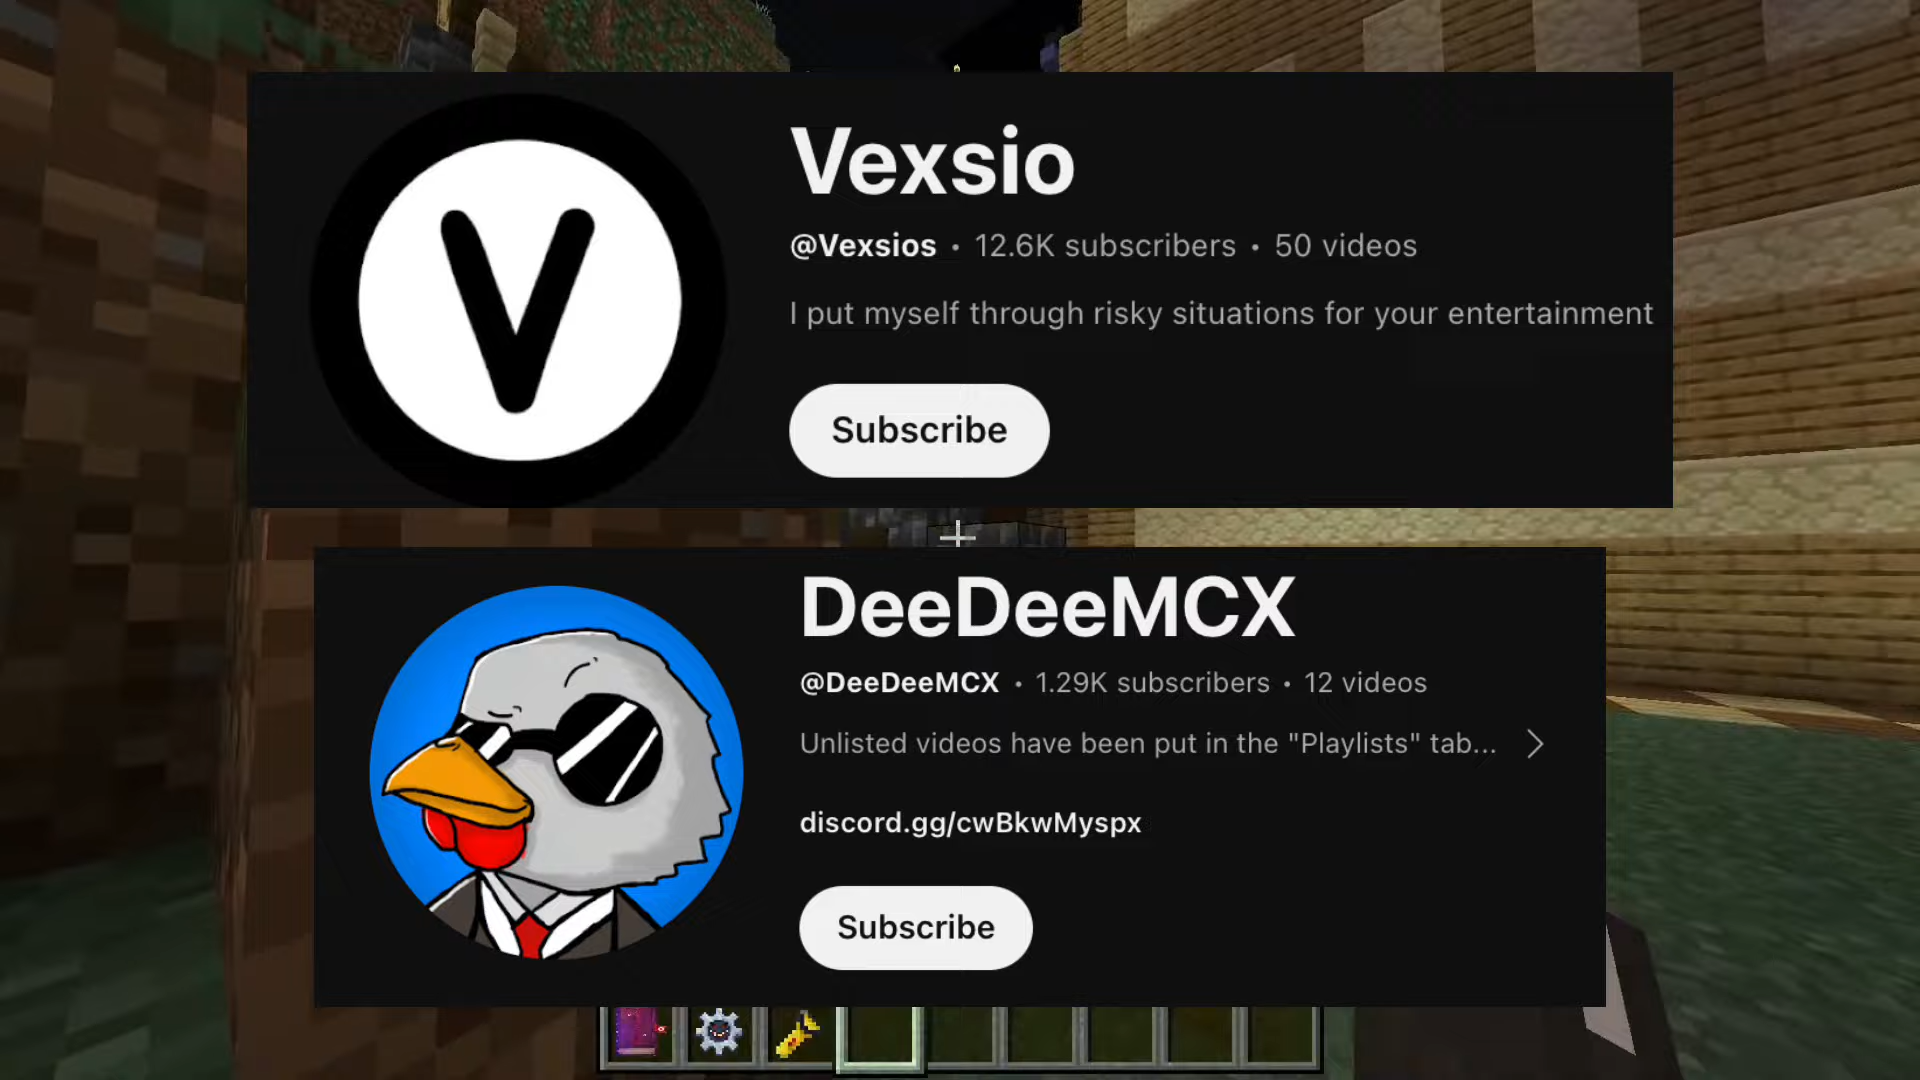 V
Vexsio
@Vexsios • 12.6K subscribers • 50 videos
I put myself through risky situations for your entertainment
Subscribe
DeeDeeMCX
@DeeDeeMCX • 1.29K subscribers • 12 videos
Unlisted videos have been put in the "Playlists" tab...
discord.gg/cwBkwMyspx
Subscribe